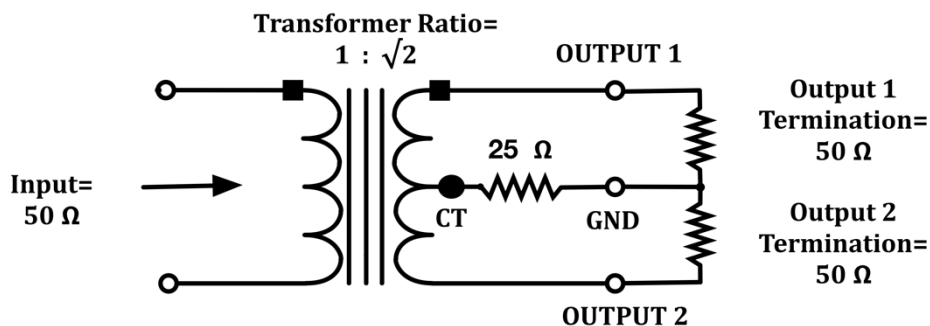 Transformer Ratio=
1 : √2
OUTPUT 1
Output 1
Termination=
50 Ω
25 Ω
Input=
50 Ω
CT
GND
Output 2
Termination=
50 Ω
OUTPUT 2